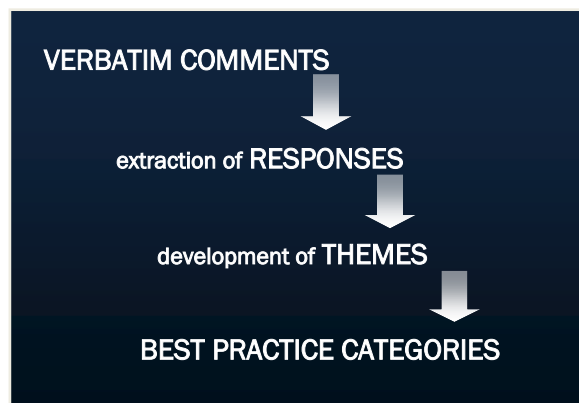 VERBATIM COMMENTS
extraction of RESPONSES
development of THEMES
BEST PRACTICE CATEGORIES